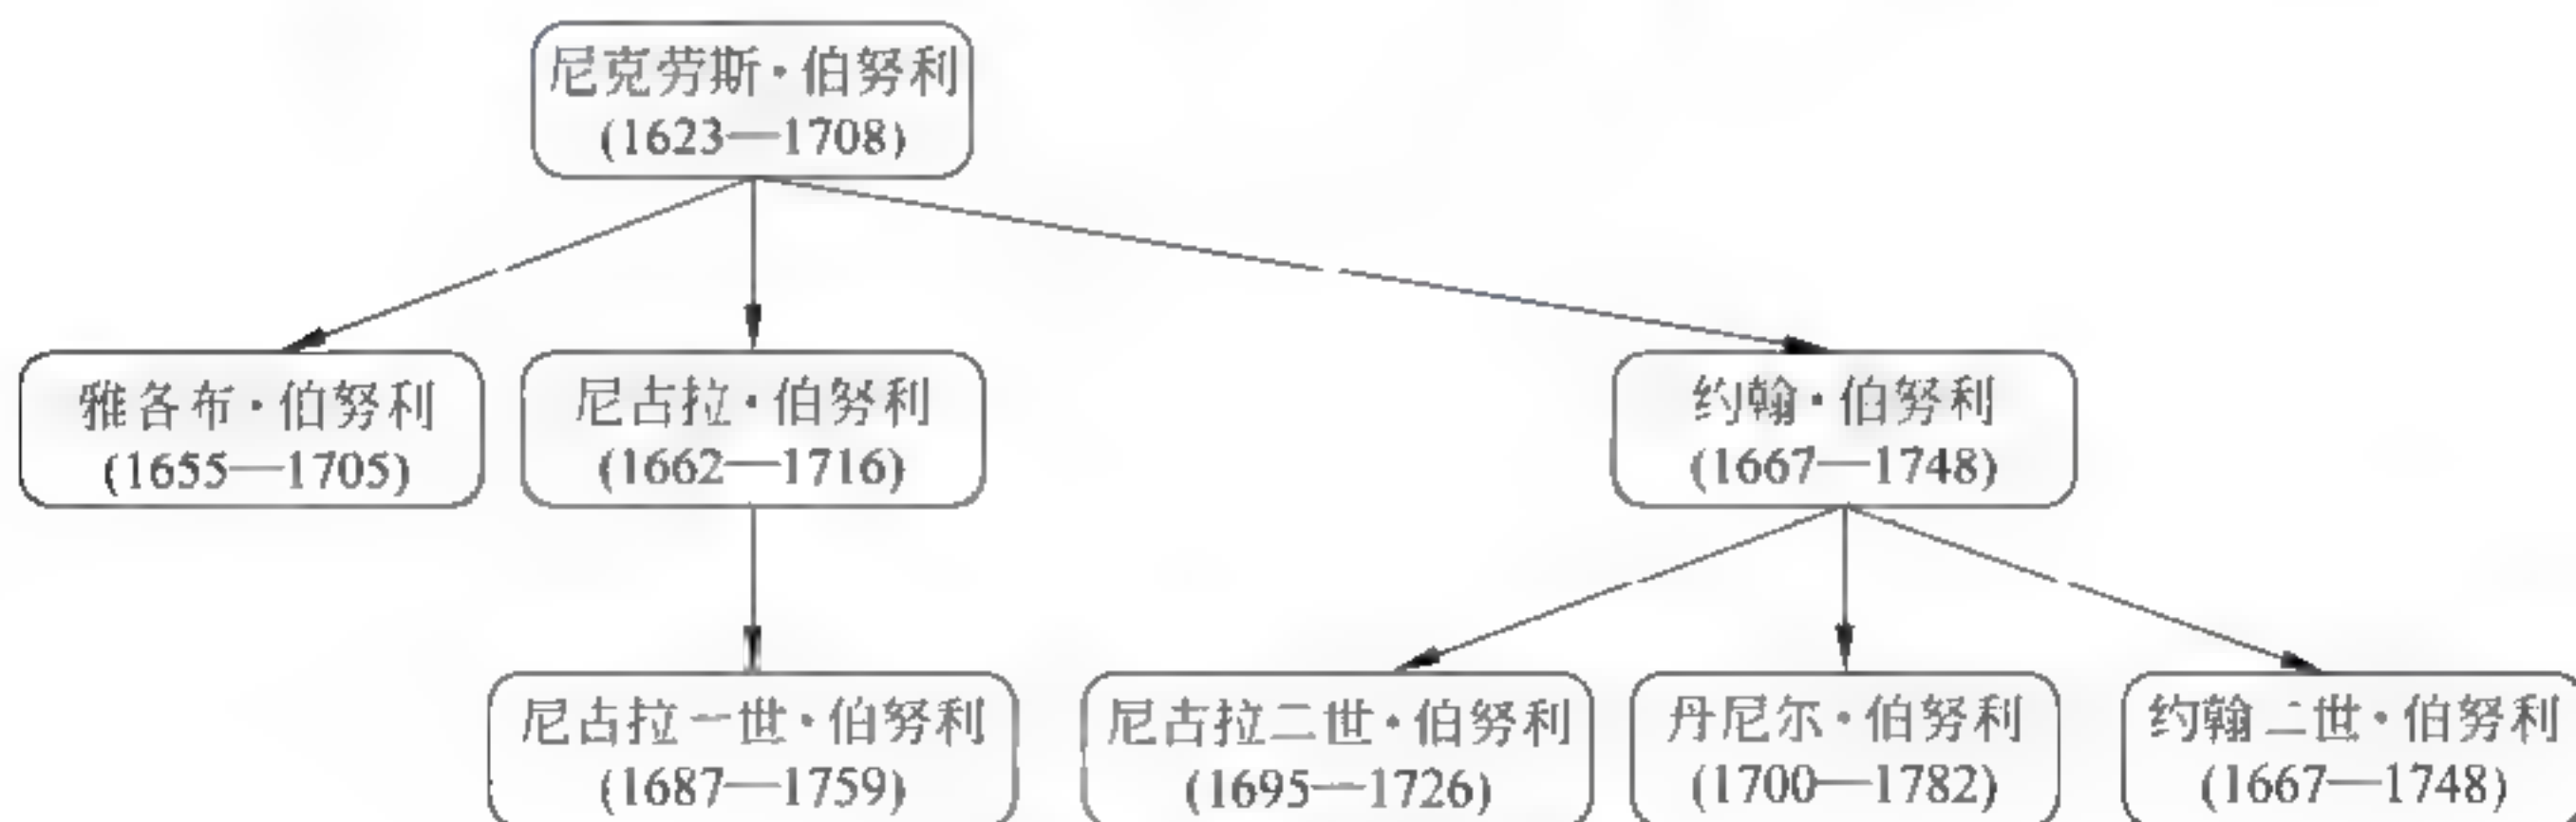 尼克劳斯·伯努利
(1623—1708)
雅各布·伯努利
(1655—1705)
尼古拉·伯努利
(1662—1716)
约翰·伯努利
(1667—1748)
尼古拉一世·伯努利
(1687—1759)
尼古拉二世·伯努利
(1695—1726)
丹尼尔·伯努利
(1700—1782)
约翰二世·伯努利
(1667—1748)